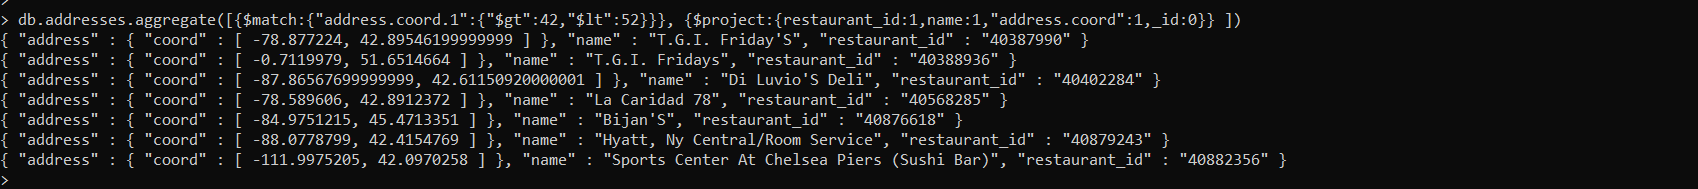 >
> db.addresses.aggregate([{$match:{"address.coord.1":{"$gt":42,"$lt":52}}}, {$project:{restaurant_id:1,name:1,"address.coord":1,_id:0}} ])
{ "address" : { "coord" : [ -78.877224, 42.89546199999999 ] }, "name" : "T.G.I. Friday'S", "restaurant_id" : "40387990" }
{ "address" : { "coord" : [ -0.7119979, 51.6514664 ] }, "name" : "T.G.I. Fridays", "restaurant_id" : "40388936" }
{ "address" : { "coord" : [ -87.86567699999999, 42.61150920000001 ] }, "name" : "Di Luvio'S Deli", "restaurant_id" : "40402284" }
{ "address" : { "coord" : [ -78.589606, 42.8912372 ] }, "name" : "La Caridad 78", "restaurant_id" : "40568285" }
{ "address" : { "coord" : [ -84.9751215, 45.4713351 ] }, "name" : "Bijan'S", "restaurant_id" : "40876618" }
{ "address" : { "coord" : [ -88.0778799, 42.4154769 ] }, "name" : "Hyatt, Ny Central/Room Service", "restaurant_id" : "40879243" }
{ "address" : { "coord" : [ -111.9975205, 42.0970258 ] }, "name" : "Sports Center At Chelsea Piers (Sushi Bar)", "restaurant_id" : "40882356" }
>